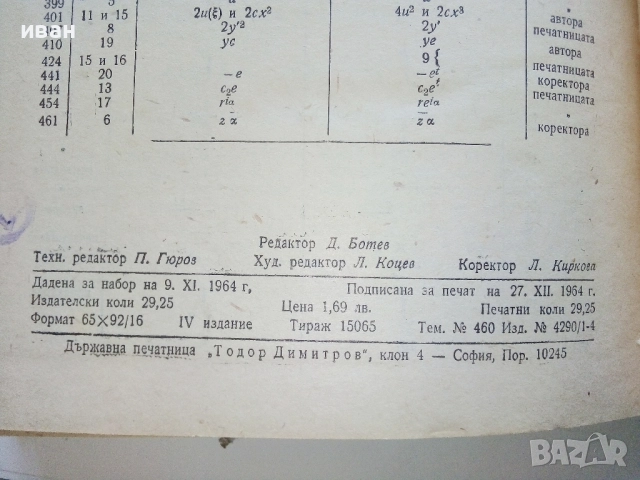 иван
399
401 11 и 15 2u(ξ) и 2cx² 4u² и 2cx³ автора
8 2y'² 2y' печатницата
410 19 yc ye автора
424 15 и 16 9 {
441 20 —e —et печатницата
444 13 c₂e c₂eᵗ коректора
454 17 ria reia печатницата
461 6 z ᾱ z̄ α коректора
Редактор Д. Ботев
Техн. редактор П. Гюров Худ. редактор Л. Коцев Коректор Л. Киркова
Дадена за набор на 9. XI. 1964 г, Подписана за печат на 27. XII. 1964 г.
Издателски коли 29,25 Цена 1,69 лв. Печатни коли 29,25
Формат 65×92/16 IV издание Тираж 15065 Тем. № 460 Изд. № 4290/1-4
Държавна печатница „Тодор Димитров", клон 4 — София, Пор. 10245
BAZAR